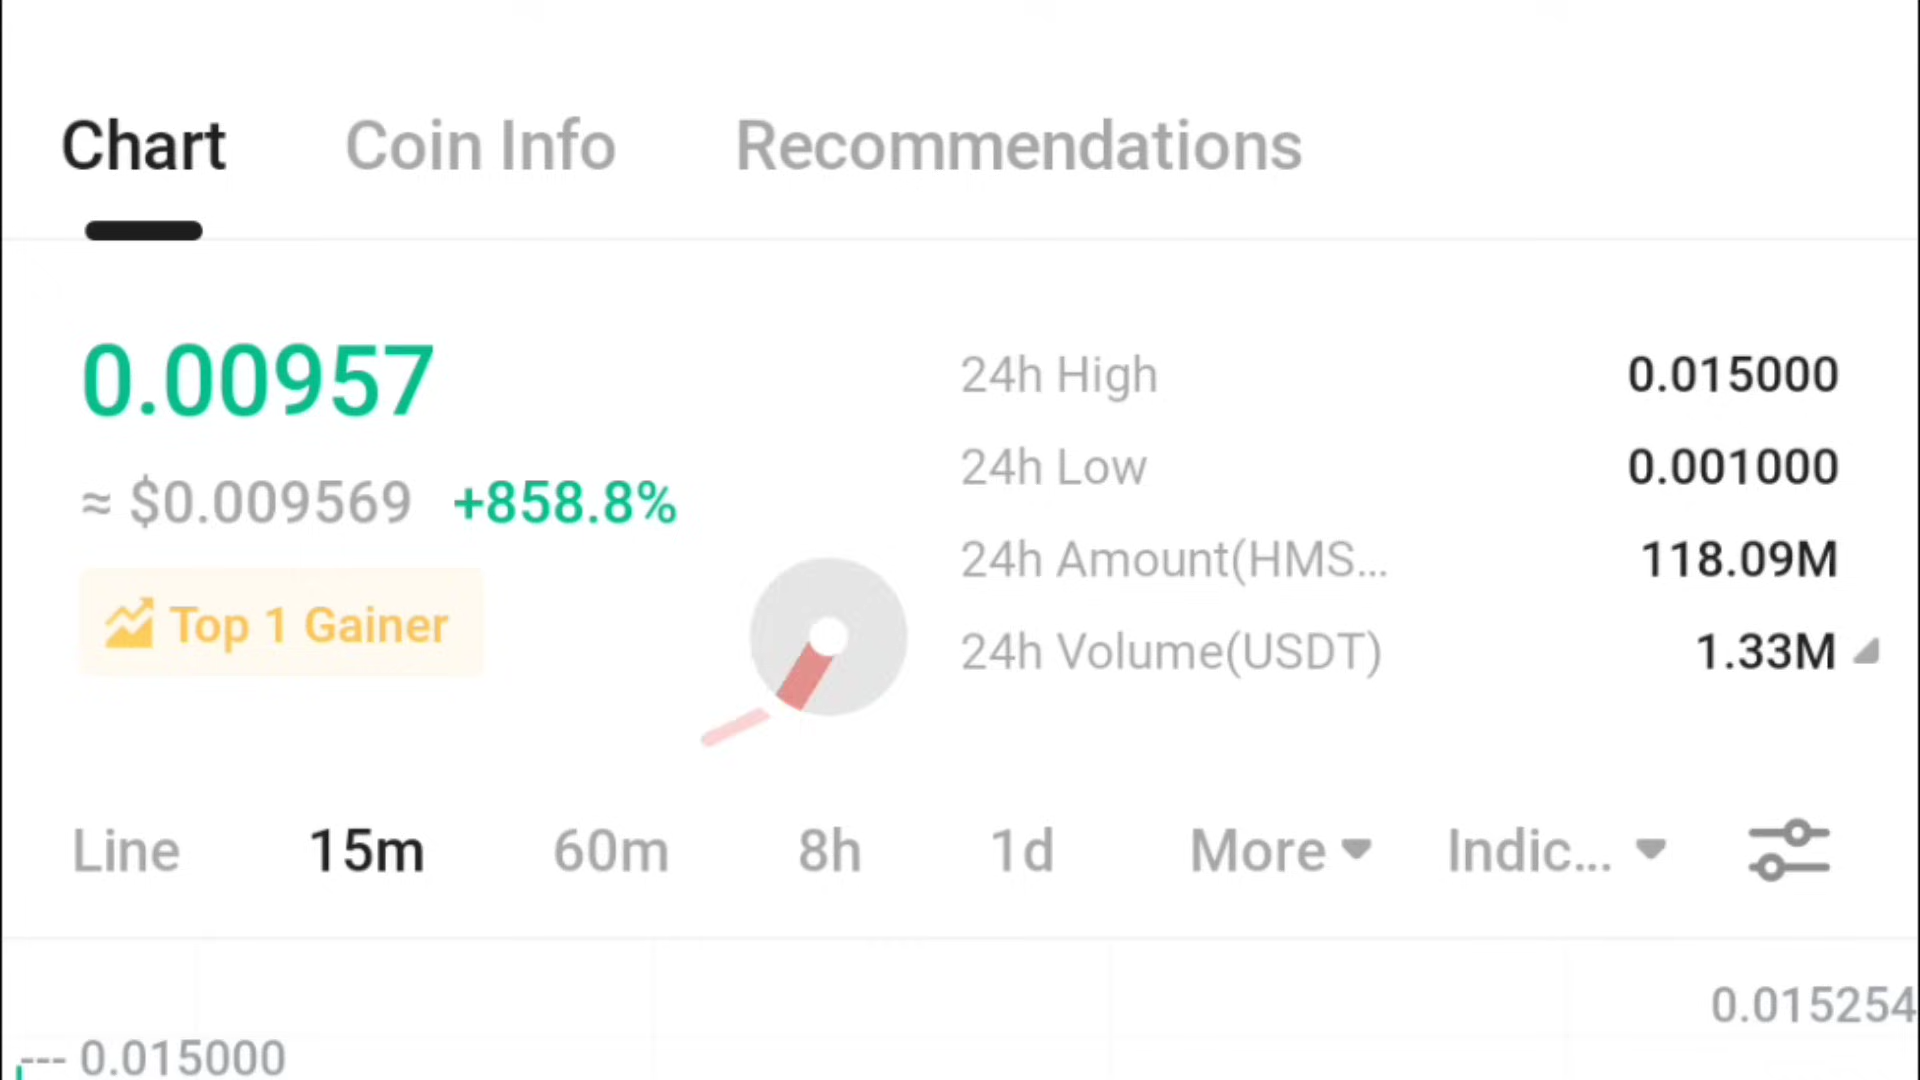 Chart Coin Info Recommendations
0.00957
≈ $0.009569 +858.8%
Top 1 Gainer
24h High 0.015000
24h Low 0.001000
24h Amount(HMS... 118.09M
24h Volume(USDT) 1.33M
Line 15m 60m 8h 1d More Indic...
0.015254
--- 0.015000